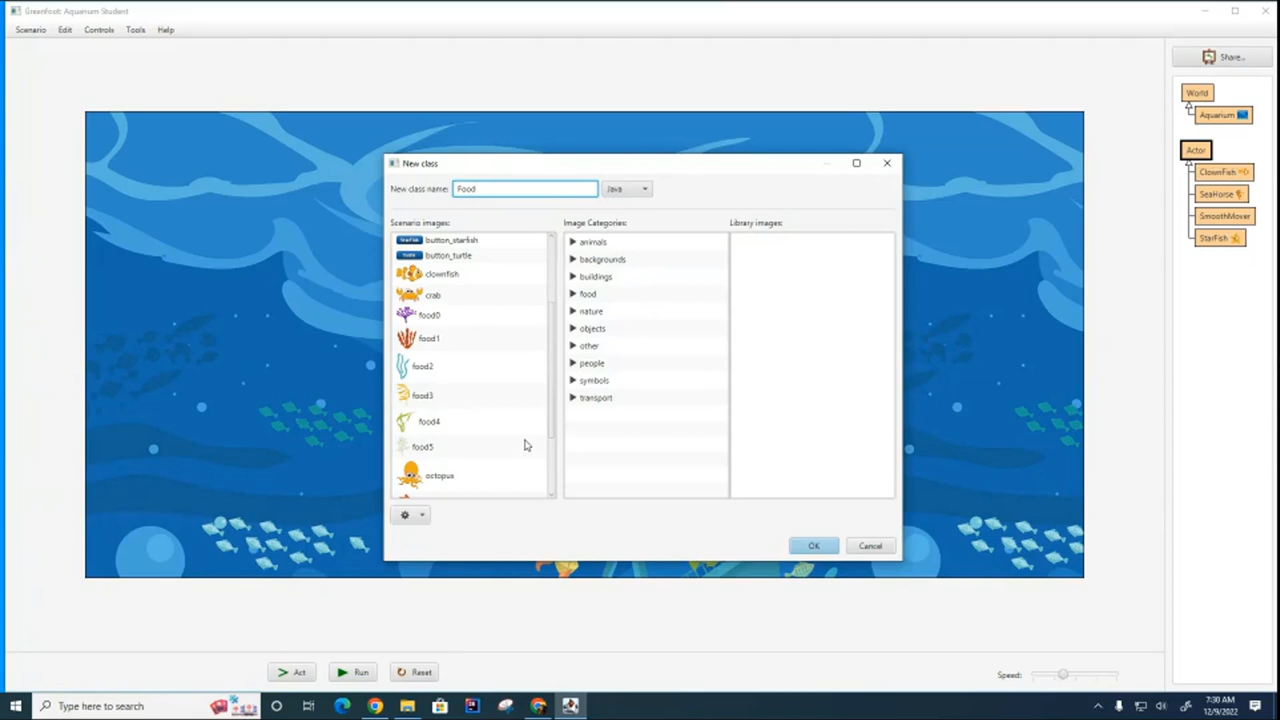 Greenfoot: Aquarium Student
Scenario Edit Controls Tools Help
Share...
World
Aquarium
Actor
ClownFish
SeaHorse
SmoothMover
StarFish
New class
New class name: Food Java
Scenario images: Image Categories: Library images:
StarFish button_starfish
Turtle button_turtle
clownfish
crab
food0
food1
food2
food3
food4
food5
octopus
animals
backgrounds
buildings
food
nature
objects
other
people
symbols
transport
OK Cancel
Act Run Reset Speed:
Type here to search
7:30 AM
12/9/2022